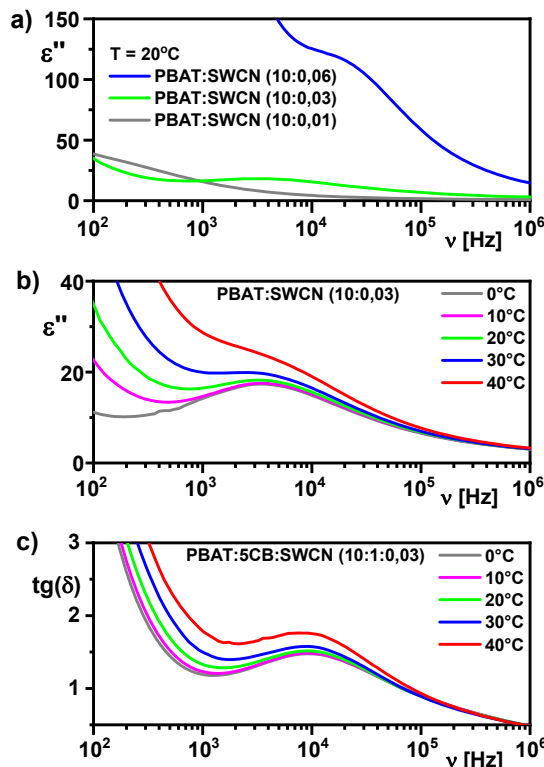 a)
150
ε"
100
50
0
T = 20°C
PBAT:SWCN (10:0,06)
PBAT:SWCN (10:0,03)
PBAT:SWCN (10:0,01)
10² 10³ 10⁴ 10⁵ 10⁶
ν [Hz]
b)
40
ε"
20
0
PBAT:SWCN (10:0,03)
0°C
10°C
20°C
30°C
40°C
10² 10³ 10⁴ 10⁵ 10⁶
ν [Hz]
c)
3
tg(δ)
2
1
PBAT:5CB:SWCN (10:1:0,03)
0°C
10°C
20°C
30°C
40°C
10² 10³ 10⁴ 10⁵ 10⁶
ν [Hz]